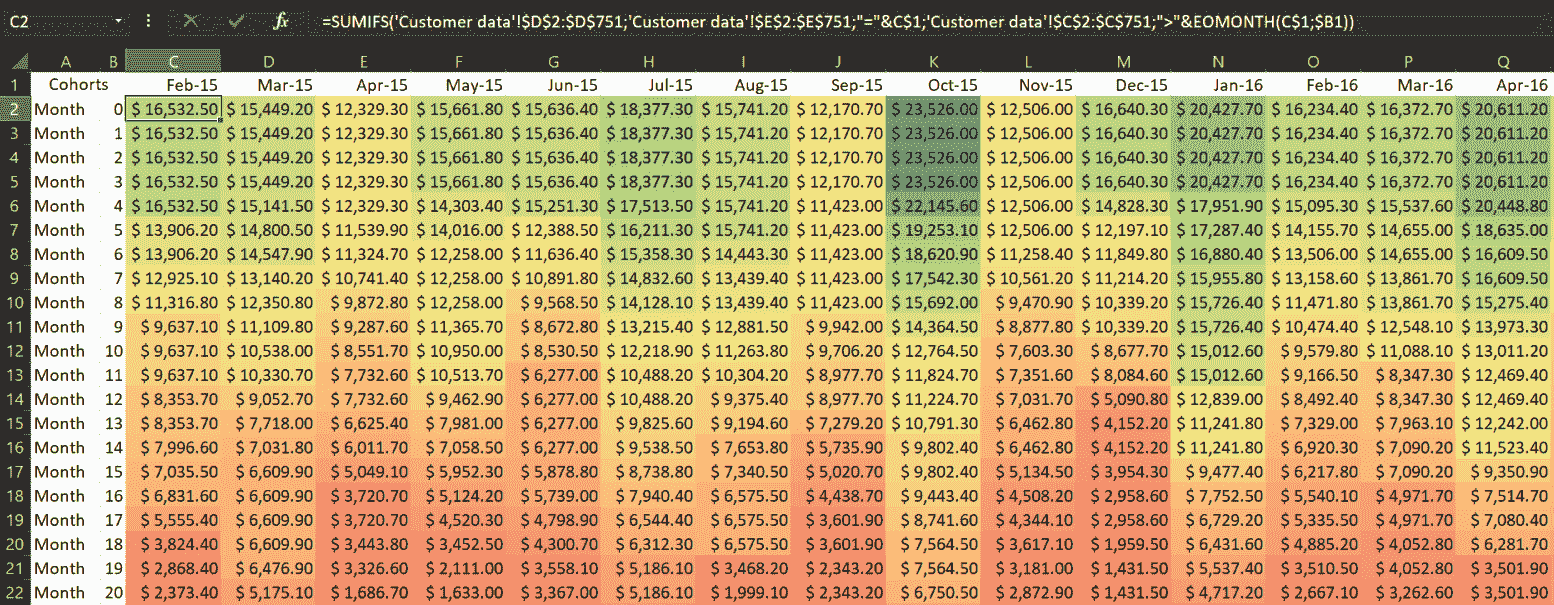 C2 fx =SUMIFS('Customer data'!$D$2:$D$751;'Customer data'!$E$2:$E$751;"="&C$1;'Customer data'!$C$2:$C$751;">"&EOMONTH(C$1;$B1))
A B C D E F G H I J K L M N O P Q
1 Cohorts Feb-15 Mar-15 Apr-15 May-15 Jun-15 Jul-15 Aug-15 Sep-15 Oct-15 Nov-15 Dec-15 Jan-16 Feb-16 Mar-16 Apr-16
2 Month 0 $ 16,532.50 $ 15,449.20 $ 12,329.30 $ 15,661.80 $ 15,636.40 $ 18,377.30 $ 15,741.20 $ 12,170.70 $ 23,526.00 $ 12,506.00 $ 16,640.30 $ 20,427.70 $ 16,234.40 $ 16,372.70 $ 20,611.20
3 Month 1 $ 16,532.50 $ 15,449.20 $ 12,329.30 $ 15,661.80 $ 15,636.40 $ 18,377.30 $ 15,741.20 $ 12,170.70 $ 23,526.00 $ 12,506.00 $ 16,640.30 $ 20,427.70 $ 16,234.40 $ 16,372.70 $ 20,611.20
4 Month 2 $ 16,532.50 $ 15,449.20 $ 12,329.30 $ 15,661.80 $ 15,636.40 $ 18,377.30 $ 15,741.20 $ 12,170.70 $ 23,526.00 $ 12,506.00 $ 16,640.30 $ 20,427.70 $ 16,234.40 $ 16,372.70 $ 20,611.20
5 Month 3 $ 16,532.50 $ 15,449.20 $ 12,329.30 $ 15,661.80 $ 15,636.40 $ 18,377.30 $ 15,741.20 $ 12,170.70 $ 23,526.00 $ 12,506.00 $ 16,640.30 $ 20,427.70 $ 16,234.40 $ 16,372.70 $ 20,611.20
6 Month 4 $ 16,532.50 $ 15,141.50 $ 12,329.30 $ 14,303.40 $ 15,251.30 $ 17,513.50 $ 15,741.20 $ 11,423.00 $ 22,145.60 $ 12,506.00 $ 14,828.30 $ 17,951.90 $ 15,095.30 $ 15,537.60 $ 20,448.80
7 Month 5 $ 13,906.20 $ 14,800.50 $ 11,539.90 $ 14,016.00 $ 12,388.50 $ 16,211.30 $ 15,741.20 $ 11,423.00 $ 19,253.10 $ 12,506.00 $ 12,197.10 $ 17,287.40 $ 14,155.70 $ 14,655.00 $ 18,635.00
8 Month 6 $ 13,906.20 $ 14,547.90 $ 11,324.70 $ 12,258.00 $ 11,636.40 $ 15,358.30 $ 14,443.30 $ 11,423.00 $ 18,620.90 $ 11,258.40 $ 11,849.80 $ 16,880.40 $ 13,506.00 $ 14,655.00 $ 16,609.50
9 Month 7 $ 12,925.10 $ 13,140.20 $ 10,741.40 $ 12,258.00 $ 10,891.80 $ 14,832.60 $ 13,439.40 $ 11,423.00 $ 17,542.30 $ 10,561.20 $ 11,214.20 $ 15,955.80 $ 13,158.60 $ 13,861.70 $ 16,609.50
10 Month 8 $ 11,316.80 $ 12,350.80 $ 9,872.80 $ 12,258.00 $ 9,568.50 $ 14,128.10 $ 13,439.40 $ 11,423.00 $ 15,692.00 $ 9,470.90 $ 10,339.20 $ 15,726.40 $ 11,471.80 $ 13,861.70 $ 15,275.40
11 Month 9 $ 9,637.10 $ 11,109.80 $ 9,287.60 $ 11,365.70 $ 8,672.80 $ 13,215.40 $ 12,881.50 $ 9,942.00 $ 14,364.50 $ 8,877.80 $ 10,339.20 $ 15,726.40 $ 10,474.40 $ 12,548.10 $ 13,973.30
12 Month 10 $ 9,637.10 $ 10,538.00 $ 8,551.70 $ 10,950.00 $ 8,530.50 $ 12,218.90 $ 11,263.80 $ 9,706.20 $ 12,764.50 $ 7,603.30 $ 8,677.70 $ 15,012.60 $ 9,579.80 $ 11,088.10 $ 13,011.20
13 Month 11 $ 9,637.10 $ 10,330.70 $ 7,732.60 $ 10,513.70 $ 6,277.00 $ 10,488.20 $ 10,304.20 $ 8,977.70 $ 11,824.70 $ 7,351.60 $ 8,084.60 $ 15,012.60 $ 9,166.50 $ 8,347.30 $ 12,469.40
14 Month 12 $ 8,353.70 $ 9,052.70 $ 7,732.60 $ 9,462.90 $ 6,277.00 $ 10,488.20 $ 9,375.40 $ 8,977.70 $ 11,224.70 $ 7,031.70 $ 5,090.80 $ 12,839.00 $ 8,492.40 $ 8,347.30 $ 12,469.40
15 Month 13 $ 8,353.70 $ 7,718.00 $ 6,625.40 $ 7,981.00 $ 6,277.00 $ 9,825.60 $ 9,194.60 $ 7,279.20 $ 10,791.30 $ 6,462.80 $ 4,152.20 $ 11,241.80 $ 7,329.00 $ 7,963.10 $ 12,242.00
16 Month 14 $ 7,996.60 $ 7,031.80 $ 6,011.70 $ 7,058.50 $ 6,277.00 $ 9,538.50 $ 7,653.80 $ 5,735.90 $ 9,802.40 $ 6,462.80 $ 4,152.20 $ 11,241.80 $ 6,920.30 $ 7,090.20 $ 11,523.40
17 Month 15 $ 7,035.50 $ 6,609.90 $ 5,049.10 $ 5,952.30 $ 5,878.80 $ 8,738.80 $ 7,340.50 $ 5,020.70 $ 9,802.40 $ 5,134.50 $ 3,954.30 $ 9,477.40 $ 6,217.80 $ 7,090.20 $ 9,350.90
18 Month 16 $ 6,831.60 $ 6,609.90 $ 3,720.70 $ 5,124.20 $ 5,739.00 $ 7,940.40 $ 6,575.50 $ 4,438.70 $ 9,443.40 $ 4,508.20 $ 2,958.60 $ 7,752.50 $ 5,540.10 $ 4,971.70 $ 7,514.70
19 Month 17 $ 5,555.40 $ 6,609.90 $ 3,720.70 $ 4,520.30 $ 4,798.90 $ 6,544.40 $ 6,575.50 $ 3,601.90 $ 8,741.60 $ 4,344.10 $ 2,958.60 $ 6,729.20 $ 5,335.50 $ 4,971.70 $ 7,080.40
20 Month 18 $ 3,824.40 $ 6,609.90 $ 3,443.80 $ 3,452.50 $ 4,300.70 $ 6,312.30 $ 6,575.50 $ 3,601.90 $ 7,564.50 $ 3,617.10 $ 1,959.50 $ 6,431.60 $ 4,885.20 $ 4,052.80 $ 6,281.70
21 Month 19 $ 2,868.40 $ 6,476.90 $ 3,326.60 $ 2,111.00 $ 3,558.10 $ 5,186.10 $ 3,468.20 $ 2,343.20 $ 7,564.50 $ 3,181.00 $ 1,431.50 $ 5,537.40 $ 3,510.50 $ 4,052.80 $ 3,501.90
22 Month 20 $ 2,373.40 $ 5,175.10 $ 1,686.70 $ 1,633.00 $ 3,367.00 $ 5,186.10 $ 1,999.10 $ 2,343.20 $ 6,750.50 $ 2,872.90 $ 1,431.50 $ 4,717.20 $ 2,667.10 $ 3,262.60 $ 3,501.90